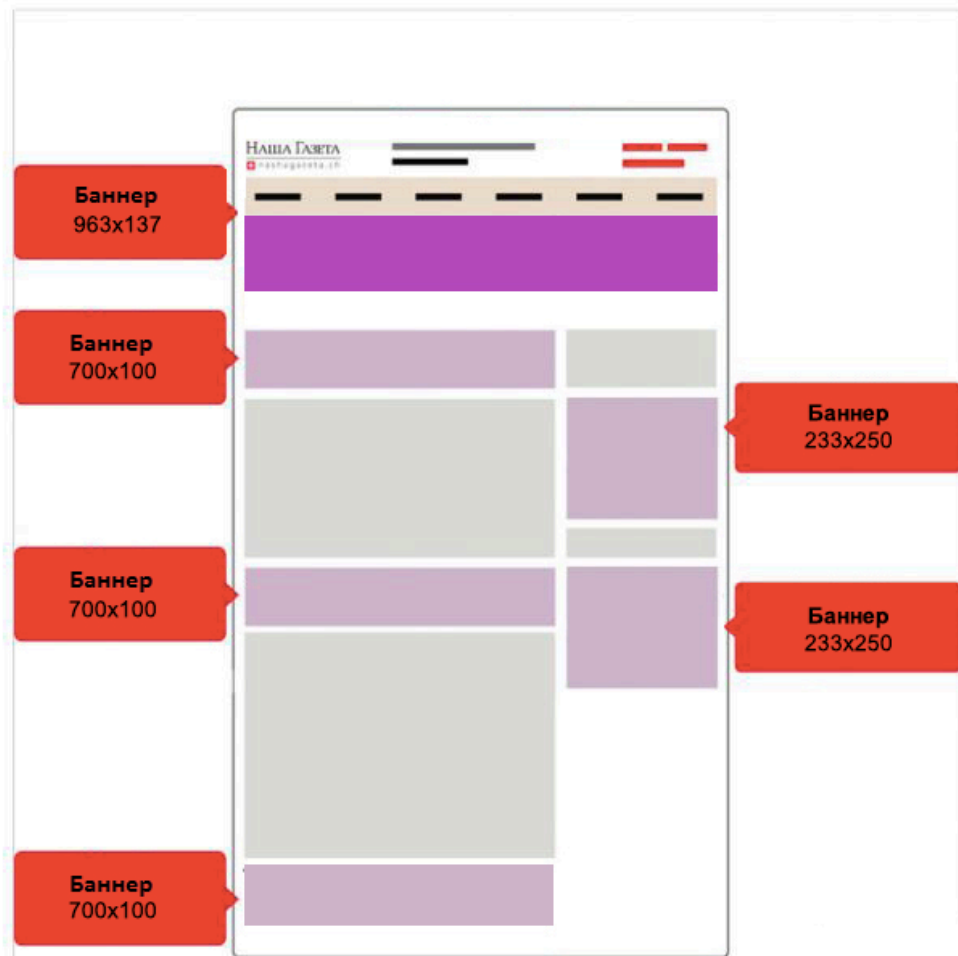 НАША ГАЗЕТА
nashagazeta.ch
Баннер
963x137
Баннер
700x100
Баннер
233x250
Баннер
700x100
Баннер
233x250
Баннер
700x100